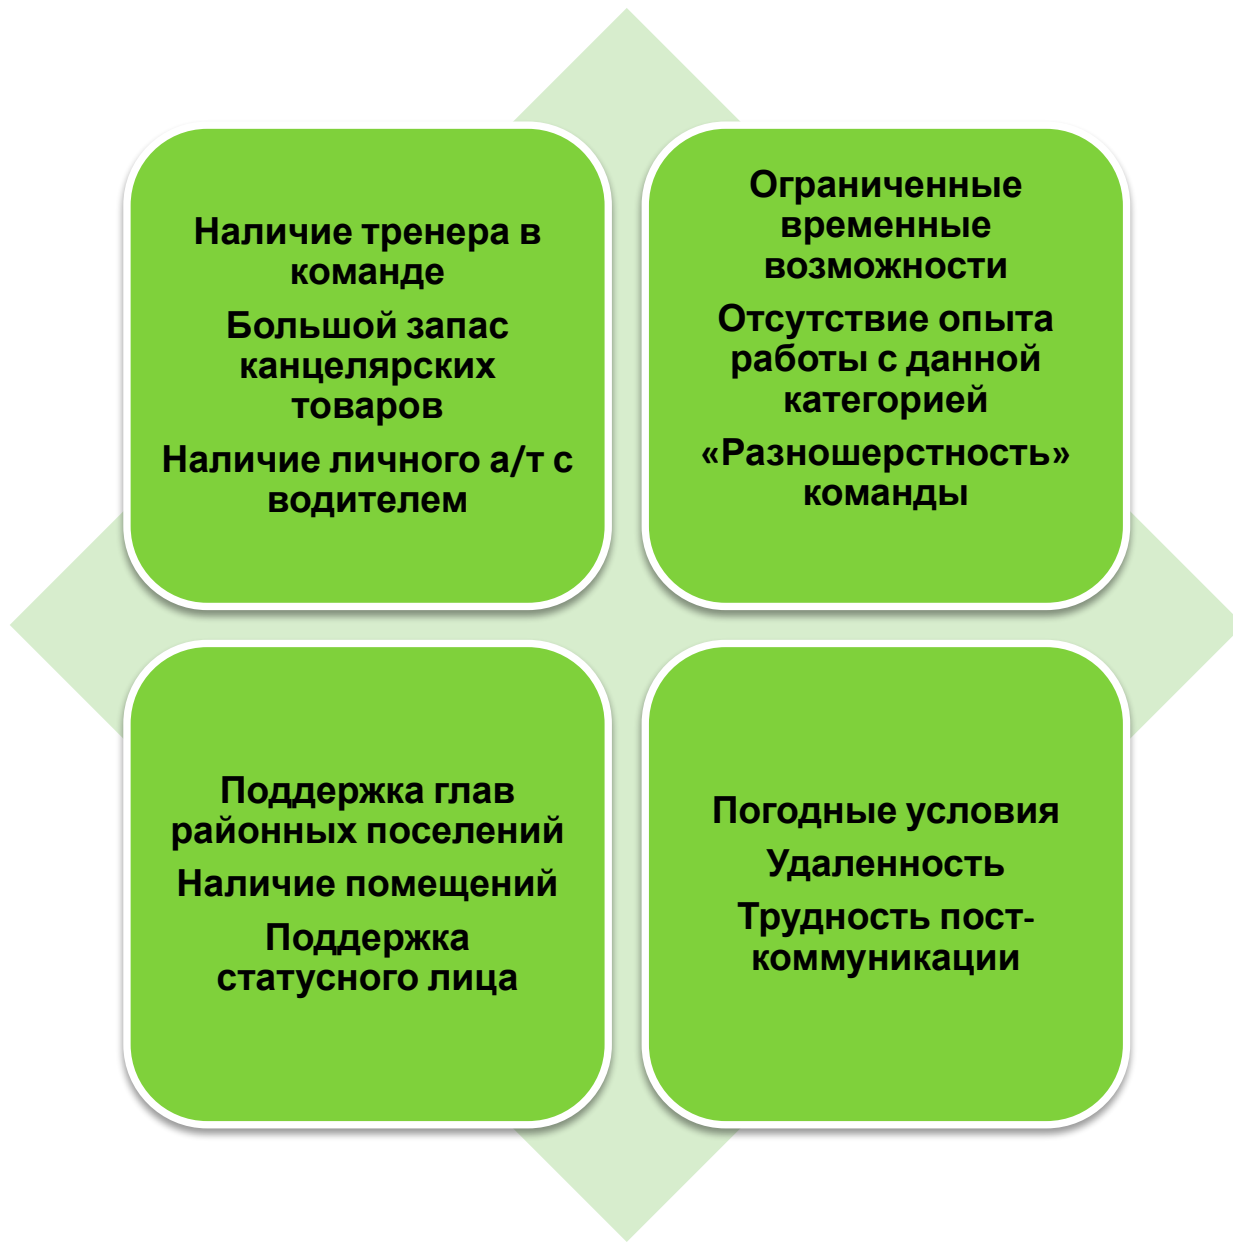 Наличие тренера в
команде
Большой запас
канцелярских
товаров
Наличие личного а/т с
водителем
Ограниченные
временные
возможности
Отсутствие опыта
работы с данной
категорией
«Разношерстность»
команды
Поддержка глав
районных поселений
Наличие помещений
Поддержка
статусного лица
Погодные условия
Удаленность
Трудность пост-
коммуникации